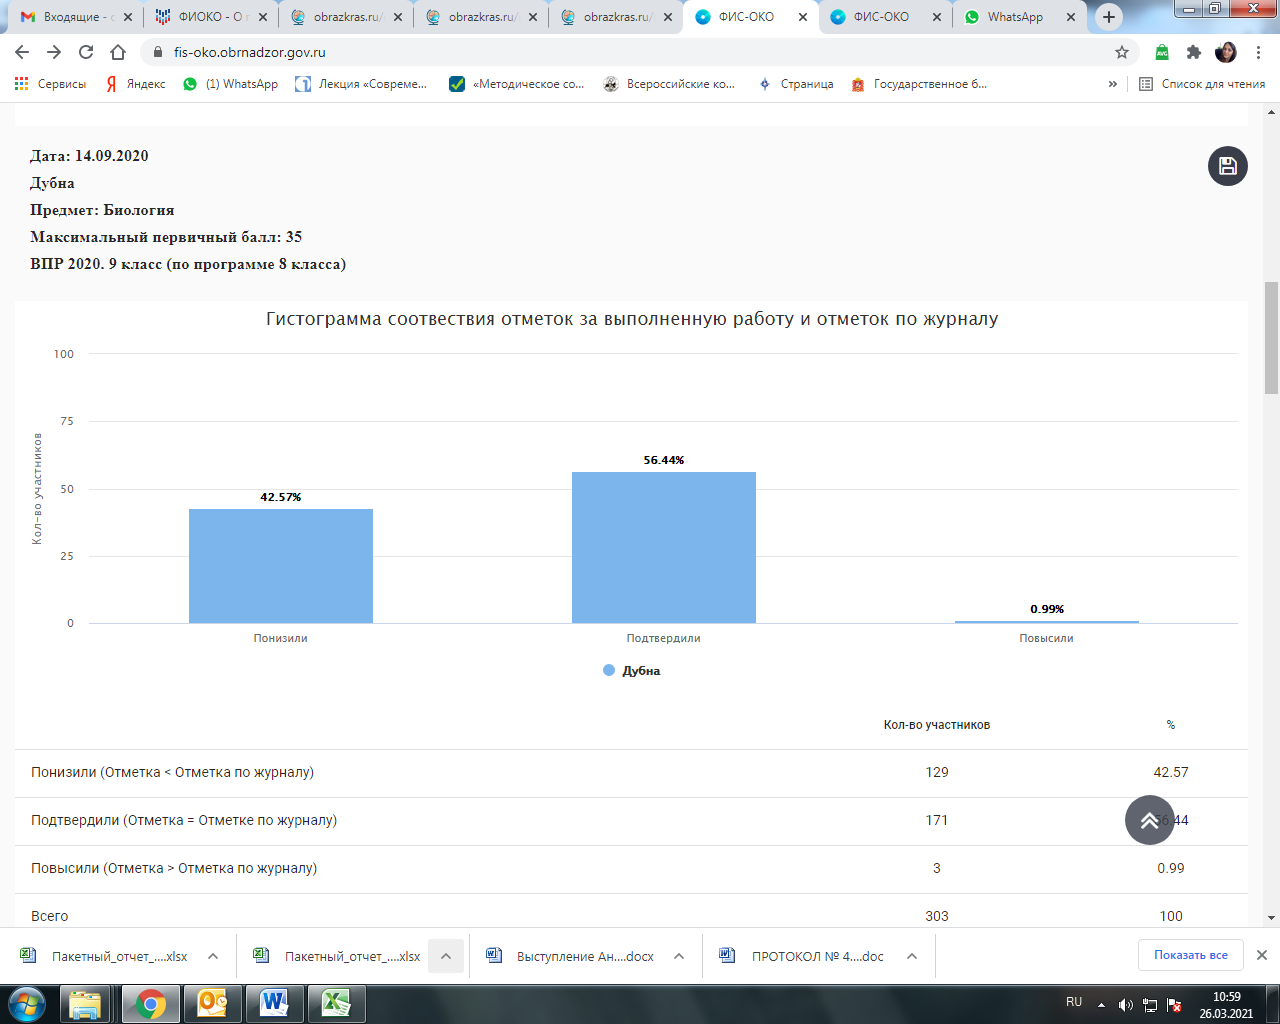 Входящие - с
ФИОКО - О п
obrazkras.ru/
obrazkras.ru/
obrazkras.ru/
ФИС-ОКО
ФИС-ОКО
WhatsApp
fis-oko.obrnadzor.gov.ru
Сервисы
Яндекс
(1) WhatsApp
Лекция «Совреме...
«Методическое со...
Всероссийские ко...
Страница
Государственное б...
»
Список для чтения
Дата: 14.09.2020
Дубна
Предмет: Биология
Максимальный первичный балл: 35
ВПР 2020. 9 класс (по программе 8 класса)
Гистограмма соотвествия отметок за выполненную работу и отметок по журналу
Кол-во участников
100
75
50
25
0
42.57%
56.44%
0.99%
Понизили
Подтвердили
Повысили
Дубна
Кол-во участников %
Понизили (Отметка < Отметка по журналу) 129 42.57
Подтвердили (Отметка = Отметке по журналу) 171 56.44
Повысили (Отметка > Отметка по журналу) 3 0.99
Всего 303 100
Пакетный_отчет_....xlsx
Пакетный_отчет_....xlsx
Выступление Ан....docx
ПРОТОКОЛ № 4....doc
Показать все
RU
10:59
26.03.2021